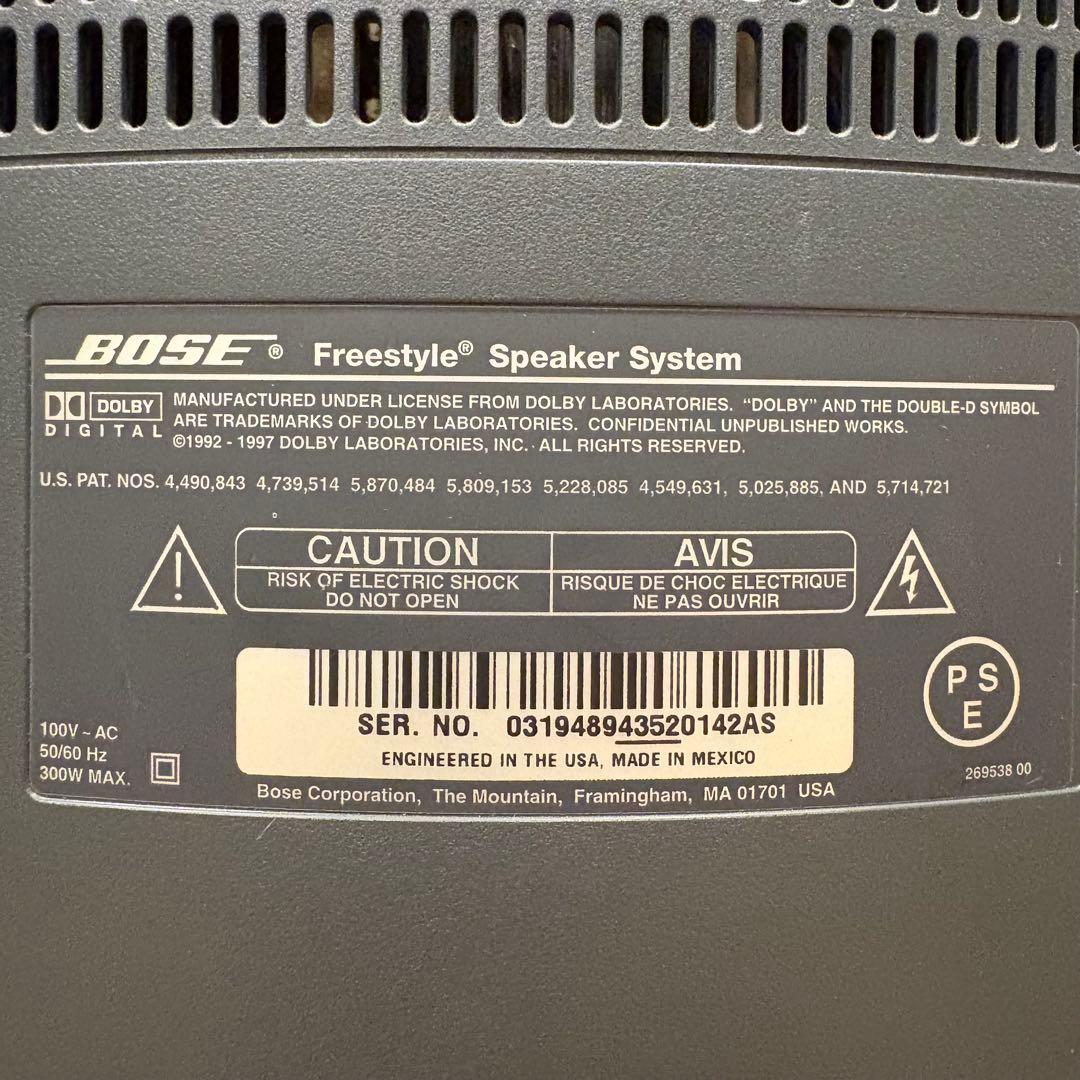 BOSE® Freestyle® Speaker System
DOLBY
DIGITAL
MANUFACTURED UNDER LICENSE FROM DOLBY LABORATORIES. “DOLBY” AND THE DOUBLE-D SYMBOL
ARE TRADEMARKS OF DOLBY LABORATORIES. CONFIDENTIAL UNPUBLISHED WORKS.
©1992 - 1997 DOLBY LABORATORIES, INC. ALL RIGHTS RESERVED.
U.S. PAT. NOS. 4,490,843 4,739,514 5,870,484 5,809,153 5,228,085 4,549,631, 5,025,885, AND 5,714,721
CAUTION
RISK OF ELECTRIC SHOCK
DO NOT OPEN
AVIS
RISQUE DE CHOC ELECTRIQUE
NE PAS OUVRIR
SER. NO. 031948943520142AS
ENGINEERED IN THE USA, MADE IN MEXICO
P S
E
100V ~ AC
50/60 Hz
300W MAX.
269538 00
Bose Corporation, The Mountain, Framingham, MA 01701 USA